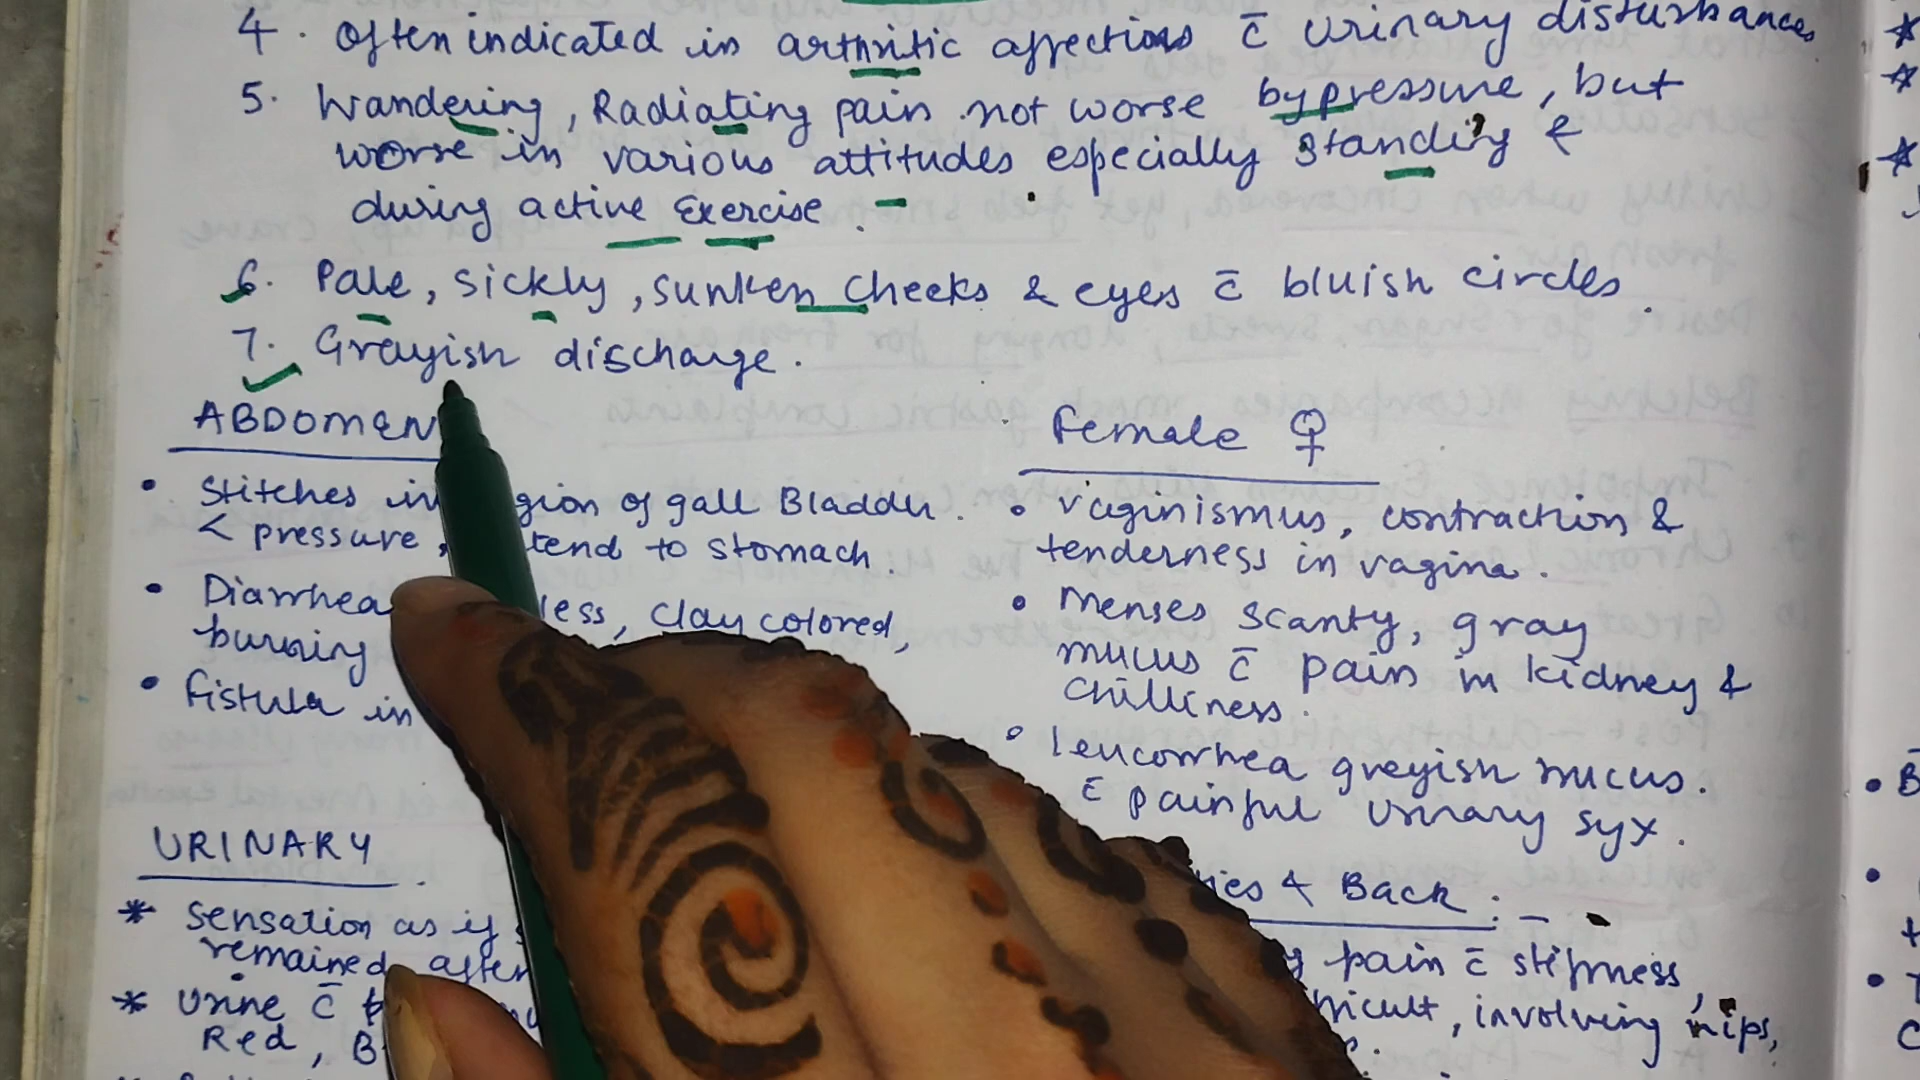 4. Often indicated in arthritic affections c̄ urinary disturbances
5. Wandering, Radiating pain not worse by pressure, but
worse in various attitudes especially standing &
during active Exercise.
6. Pale, sickly, sunken cheeks & eyes c̄ bluish circles.
7. Grayish discharge.
ABDOMEN
• Stitches in gion of gall Bladder.
< pressure, tend to stomach.
• Diarrhea less, clay colored,
burning
• fistula in
URINARY
* Sensation as if
remained after
* Urine c̄
Red, B
Female ♀
• Vaginismus, contraction &
tenderness in vagina.
• Menses scanty, gray
mucus c̄ pain in kidney &
chilliness.
• Leucorrhea greyish mucus.
c̄ painful urinary syx.
ies & Back :-
pain c̄ stiffness,
ficult, involving hips,